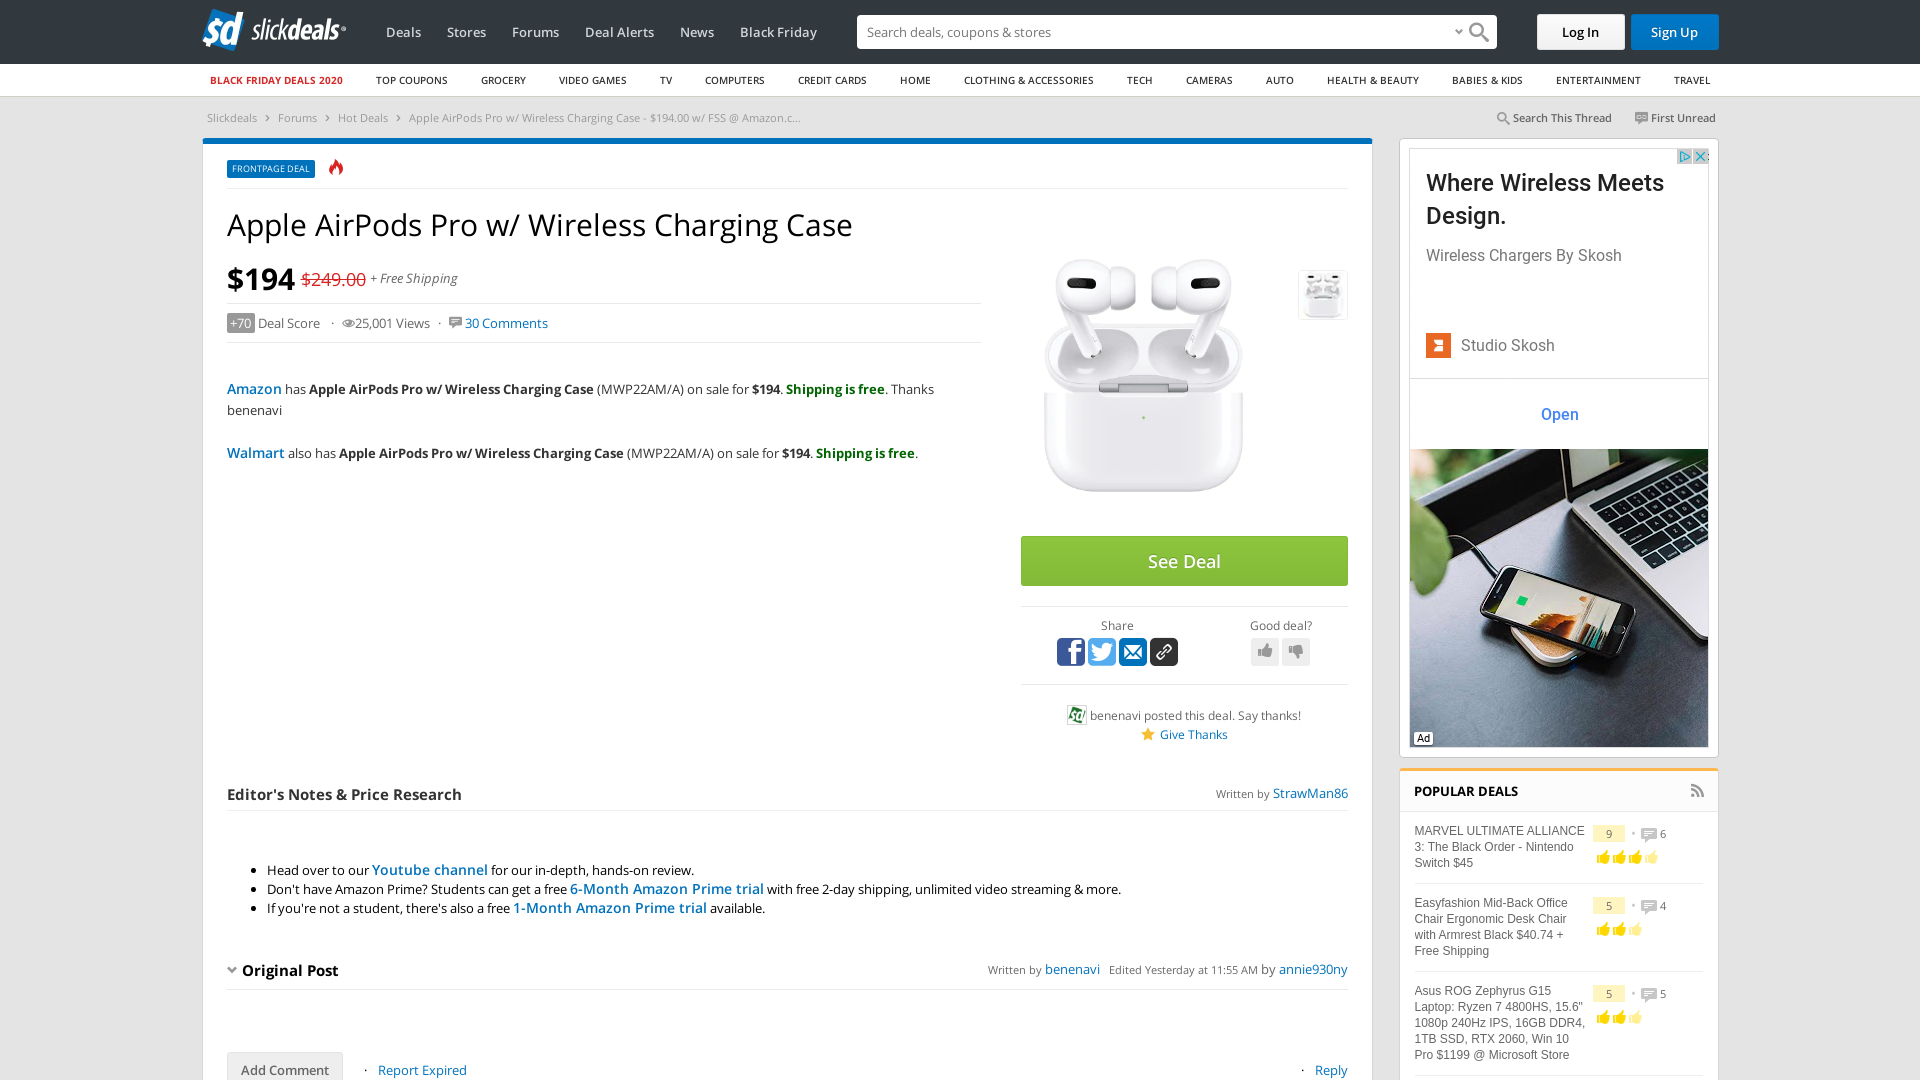 slickdeals
Deals
Stores
Forums
Deal Alerts
News
Black Friday
Search deals, coupons & stores
Log In
Sign Up
BLACK FRIDAY DEALS 2020
TOP COUPONS
GROCERY
VIDEO GAMES
TV
COMPUTERS
CREDIT CARDS
HOME
CLOTHING & ACCESSORIES
TECH
CAMERAS
AUTO
HEALTH & BEAUTY
BABIES & KIDS
ENTERTAINMENT
TRAVEL
Slickdeals > Forums > Hot Deals > Apple AirPods Pro w/ Wireless Charging Case - $194.00 w/ FSS @ Amazon.c...
Search This Thread
First Unread
FRONTPAGE DEAL
Apple AirPods Pro w/ Wireless Charging Case
$194 $249.00 + Free Shipping
+70 Deal Score · 25,001 Views · 30 Comments
Amazon has Apple AirPods Pro w/ Wireless Charging Case (MWP22AM/A) on sale for $194. Shipping is free. Thanks
benenavi
Walmart also has Apple AirPods Pro w/ Wireless Charging Case (MWP22AM/A) on sale for $194. Shipping is free.
See Deal
Share
Good deal?
benenavi posted this deal. Say thanks!
Give Thanks
Editor's Notes & Price Research
Written by StrawMan86
• Head over to our Youtube channel for our in-depth, hands-on review.
• Don't have Amazon Prime? Students can get a free 6-Month Amazon Prime trial with free 2-day shipping, unlimited video streaming & more.
• If you're not a student, there's also a free 1-Month Amazon Prime trial available.
Original Post
Written by benenavi Edited Yesterday at 11:55 AM by annie930ny
Add Comment · Report Expired
· Reply
Where Wireless Meets
Design.
Wireless Chargers By Skosh
Studio Skosh
Open
Ad
POPULAR DEALS
MARVEL ULTIMATE ALLIANCE
3: The Black Order - Nintendo
Switch $45
9 • 6
Easyfashion Mid-Back Office
Chair Ergonomic Desk Chair
with Armrest Black $40.74 +
Free Shipping
5 • 4
Asus ROG Zephyrus G15
Laptop: Ryzen 7 4800HS, 15.6"
1080p 240Hz IPS, 16GB DDR4,
1TB SSD, RTX 2060, Win 10
Pro $1199 @ Microsoft Store
5 • 5